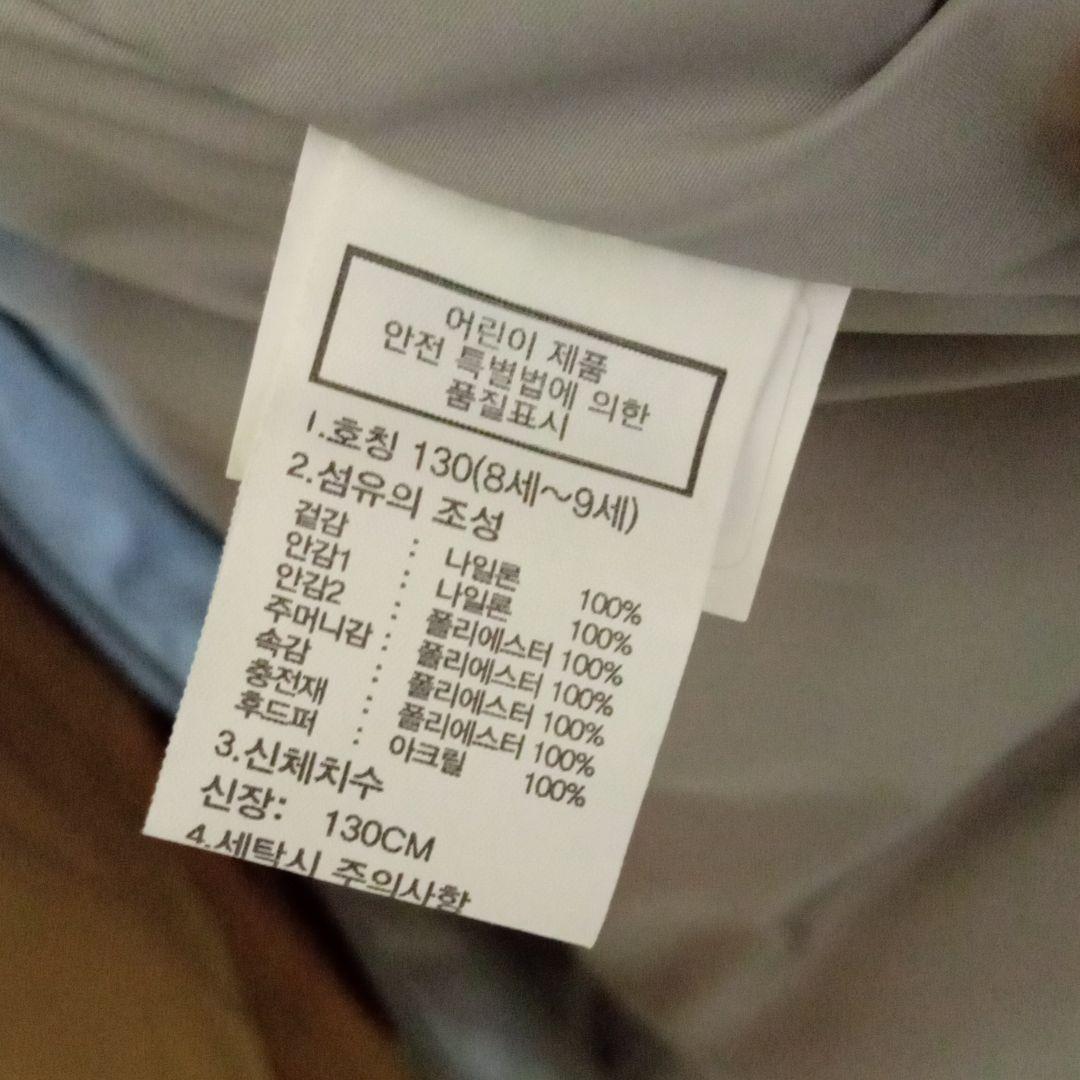 어린이 제품
안전 특별법에 의한
품질표시
1.호칭 130(8세~9세)
2.섬유의 조성
겉감 : 나일론 100%
안감1 : 나일론 100%
안감2 : 폴리에스터 100%
주머니감 : 폴리에스터 100%
속감 : 폴리에스터 100%
충전재 : 폴리에스터 100%
후드퍼 : 아크릴 100%
3.신체치수
신장: 130CM
4.세탁시 주의사항